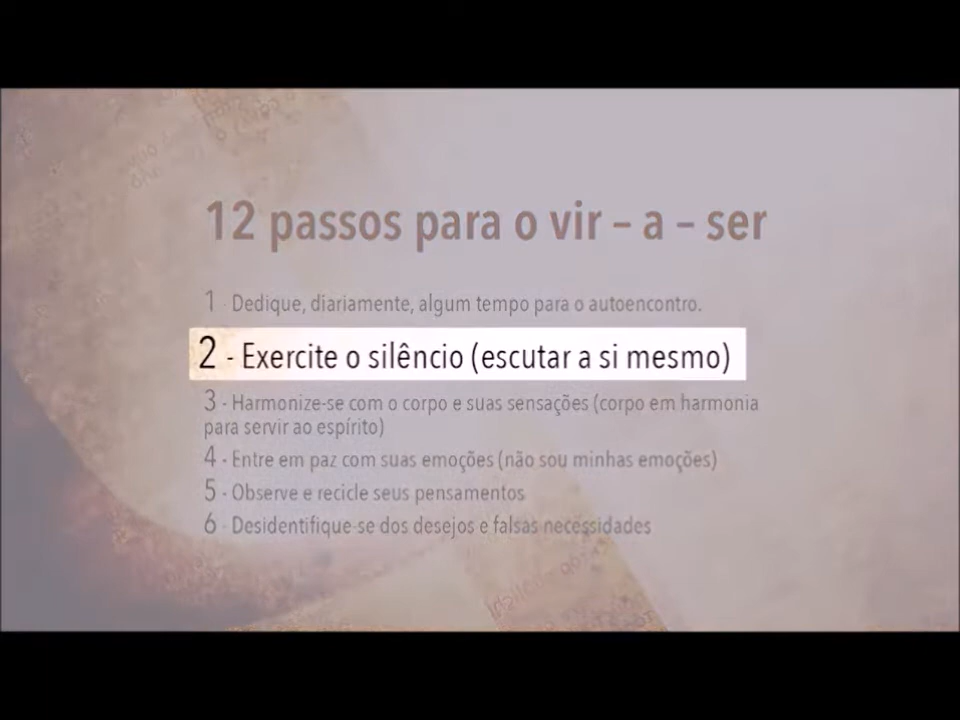 12 passos para o vir – a – ser
1 - Dedique, diariamente, algum tempo para o autoencontro.
2 - Exercite o silêncio (escutar a si mesmo)
3 - Harmonize-se com o corpo e suas sensações (corpo em harmonia
para servir ao espírito)
4 - Entre em paz com suas emoções (não sou minhas emoções)
5 - Observe e recicle seus pensamentos
6 - Desidentifique-se dos desejos e falsas necessidades